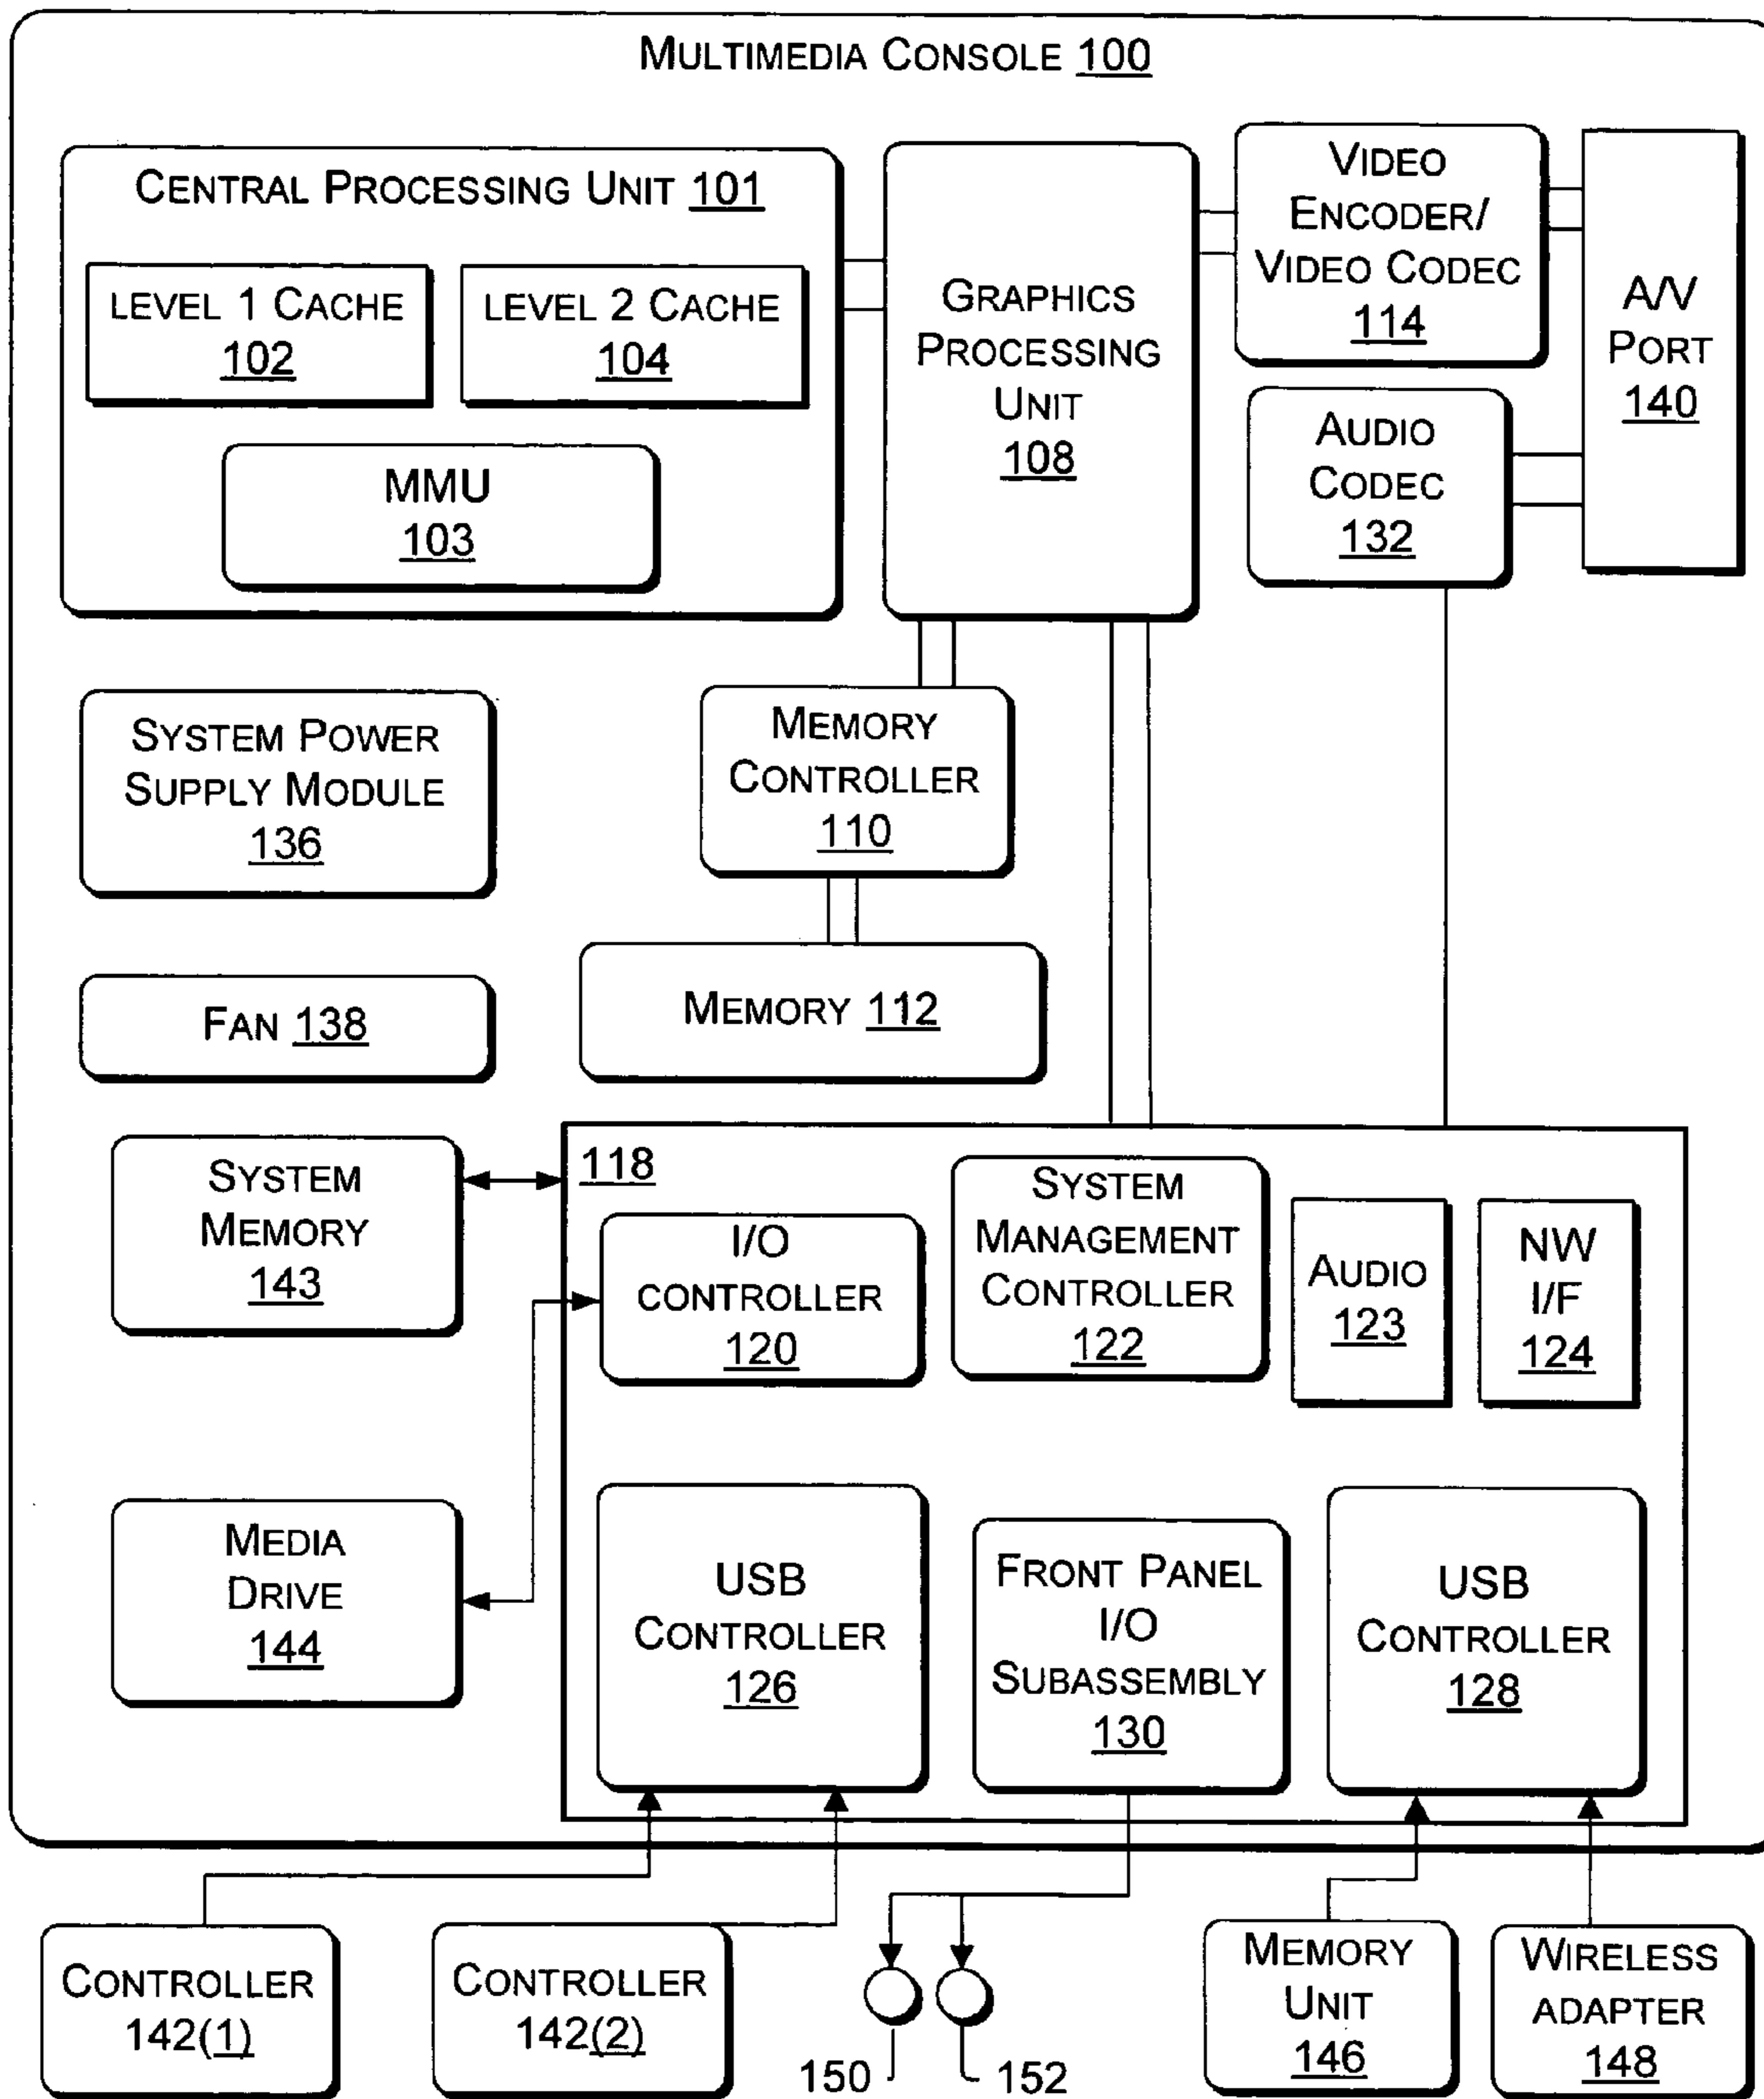 MULTIMEDIA CONSOLE 100
CENTRAL PROCESSING UNIT 101
LEVEL 1 CACHE
102
LEVEL 2 CACHE
104
MMU
103
GRAPHICS
PROCESSING
UNIT
108
VIDEO
ENCODER/
VIDEO CODEC
114
AUDIO
CODEC
132
A/V
PORT
140
SYSTEM POWER
SUPPLY MODULE
136
MEMORY
CONTROLLER
110
FAN 138
MEMORY 112
SYSTEM
MEMORY
143
118
I/O
CONTROLLER
120
SYSTEM
MANAGEMENT
CONTROLLER
122
AUDIO
123
NW
I/F
124
MEDIA
DRIVE
144
USB
CONTROLLER
126
FRONT PANEL
I/O
SUBASSEMBLY
130
USB
CONTROLLER
128
CONTROLLER
142(1)
CONTROLLER
142(2)
150
152
MEMORY
UNIT
146
WIRELESS
ADAPTER
148